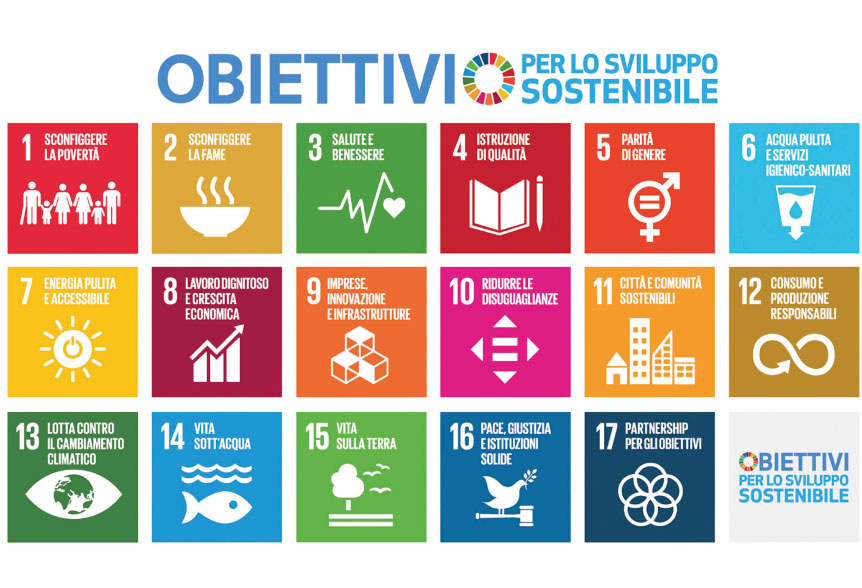 OBIETTIVI
PER LO SVILUPPO
SOSTENIBILE
1 SCONFIGGERE
LA POVERTÀ
2 SCONFIGGERE
LA FAME
3 SALUTE E
BENESSERE
4 ISTRUZIONE
DI QUALITÀ
5 PARITÀ
DI GENERE
6 ACQUA PULITA
E SERVIZI
IGIENICO-SANITARI
7 ENERGIA PULITA
E ACCESSIBILE
8 LAVORO DIGNITOSO
E CRESCITA
ECONOMICA
9 IMPRESE,
INNOVAZIONE
E INFRASTRUTTURE
10 RIDURRE LE
DISUGUAGLIANZE
11 CITTÀ E COMUNITÀ
SOSTENIBILI
12 CONSUMO E
PRODUZIONE
RESPONSABILI
13 LOTTA CONTRO
IL CAMBIAMENTO
CLIMATICO
14 VITA
SOTT'ACQUA
15 VITA
SULLA TERRA
16 PACE, GIUSTIZIA
E ISTITUZIONI
SOLIDE
17 PARTNERSHIP
PER GLI OBIETTIVI
OBIETTIVI
PER LO SVILUPPO
SOSTENIBILE